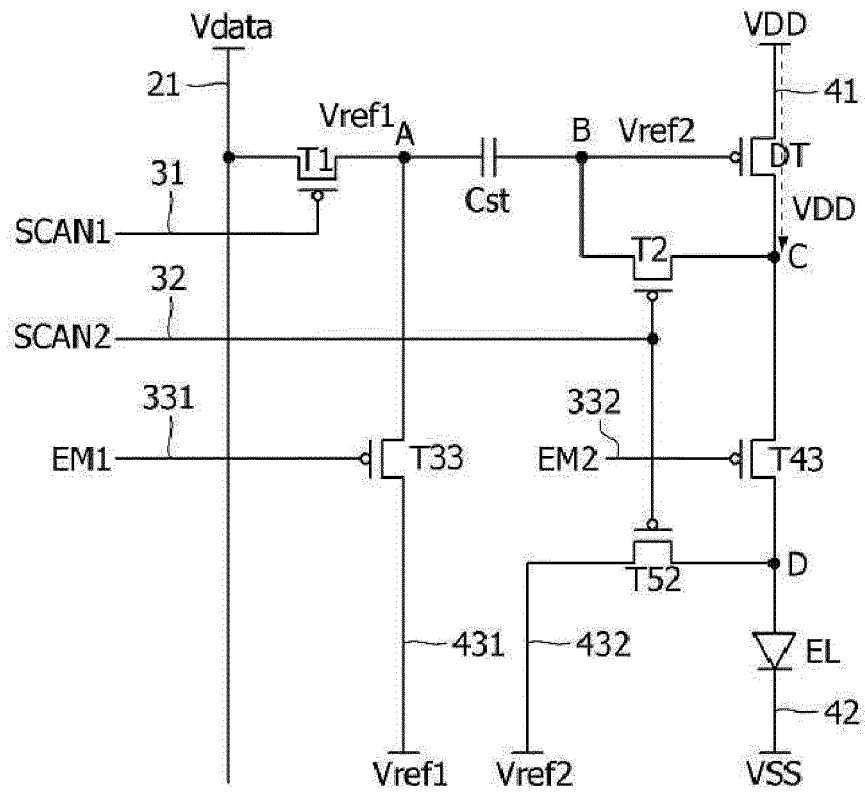 Vdata
VDD
21
41
Vref1
A
B
Vref2
T1
DT
Cst
31
VDD
SCAN1
T2
C
32
SCAN2
331
332
EM1
T33
EM2
T43
T52
D
431
432
EL
42
Vref1
Vref2
VSS